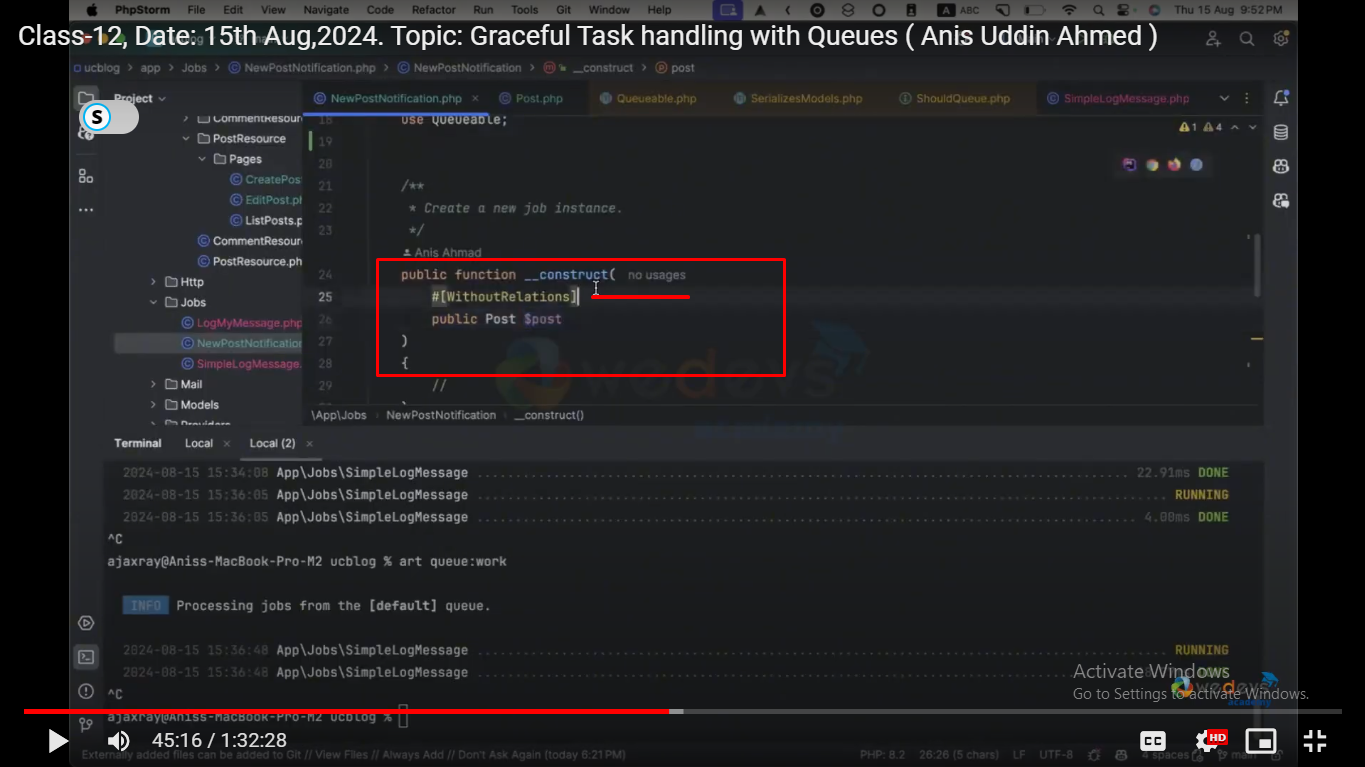 PhpStorm File Edit View Navigate Code Refactor Run Tools Git Window Help A ABC Thu 15 Aug 9:52 PM
Class-12, Date: 15th Aug,2024. Topic: Graceful Task handling with Queues ( Anis Uddin Ahmed )
ucblog > app > Jobs > NewPostNotification.php > NewPostNotification > __construct > post
Project
NewPostNotification.php × Post.php Queueable.php SerializesModels.php ShouldQueue.php SimpleLogMessage.php
S
CommentResour
PostResource
Pages
CreatePos
EditPost.ph
ListPosts.p
CommentResour
PostResource.ph
Http
Jobs
LogMyMessage.php
NewPostNotification
SimpleLogMessage.
Mail
Models
Providers
1 4
18 use Queueable;
19
20
21 /**
22 * Create a new job instance.
23 */
Anis Ahmad
24 public function __construct( no usages
25 #[WithoutRelations]
26 public Post $post
27 )
28 {
29 //
wedevs
\App\Jobs > NewPostNotification > __construct()
Terminal Local × Local (2) ×
2024-08-15 15:34:08 App\Jobs\SimpleLogMessage 22.91ms DONE
2024-08-15 15:36:05 App\Jobs\SimpleLogMessage RUNNING
2024-08-15 15:36:05 App\Jobs\SimpleLogMessage 4.00ms DONE
^C
ajaxray@Aniss-MacBook-Pro-M2 ucblog % art queue:work
INFO Processing jobs from the [default] queue.
2024-08-15 15:36:48 App\Jobs\SimpleLogMessage RUNNING
2024-08-15 15:36:48 App\Jobs\SimpleLogMessage
^C
ajaxray@Aniss-MacBook-Pro-M2 ucblog %
Activate Windows
Go to Settings to activate Windows.
wedevs
academy
45:16 / 1:32:28
CC HD
Externally added files can be added to Git // View Files // Always Add // Don't Ask Again (today 6:21 PM) PHP: 8.2 26:26 (5 chars) LF UTF-8 4 spaces main